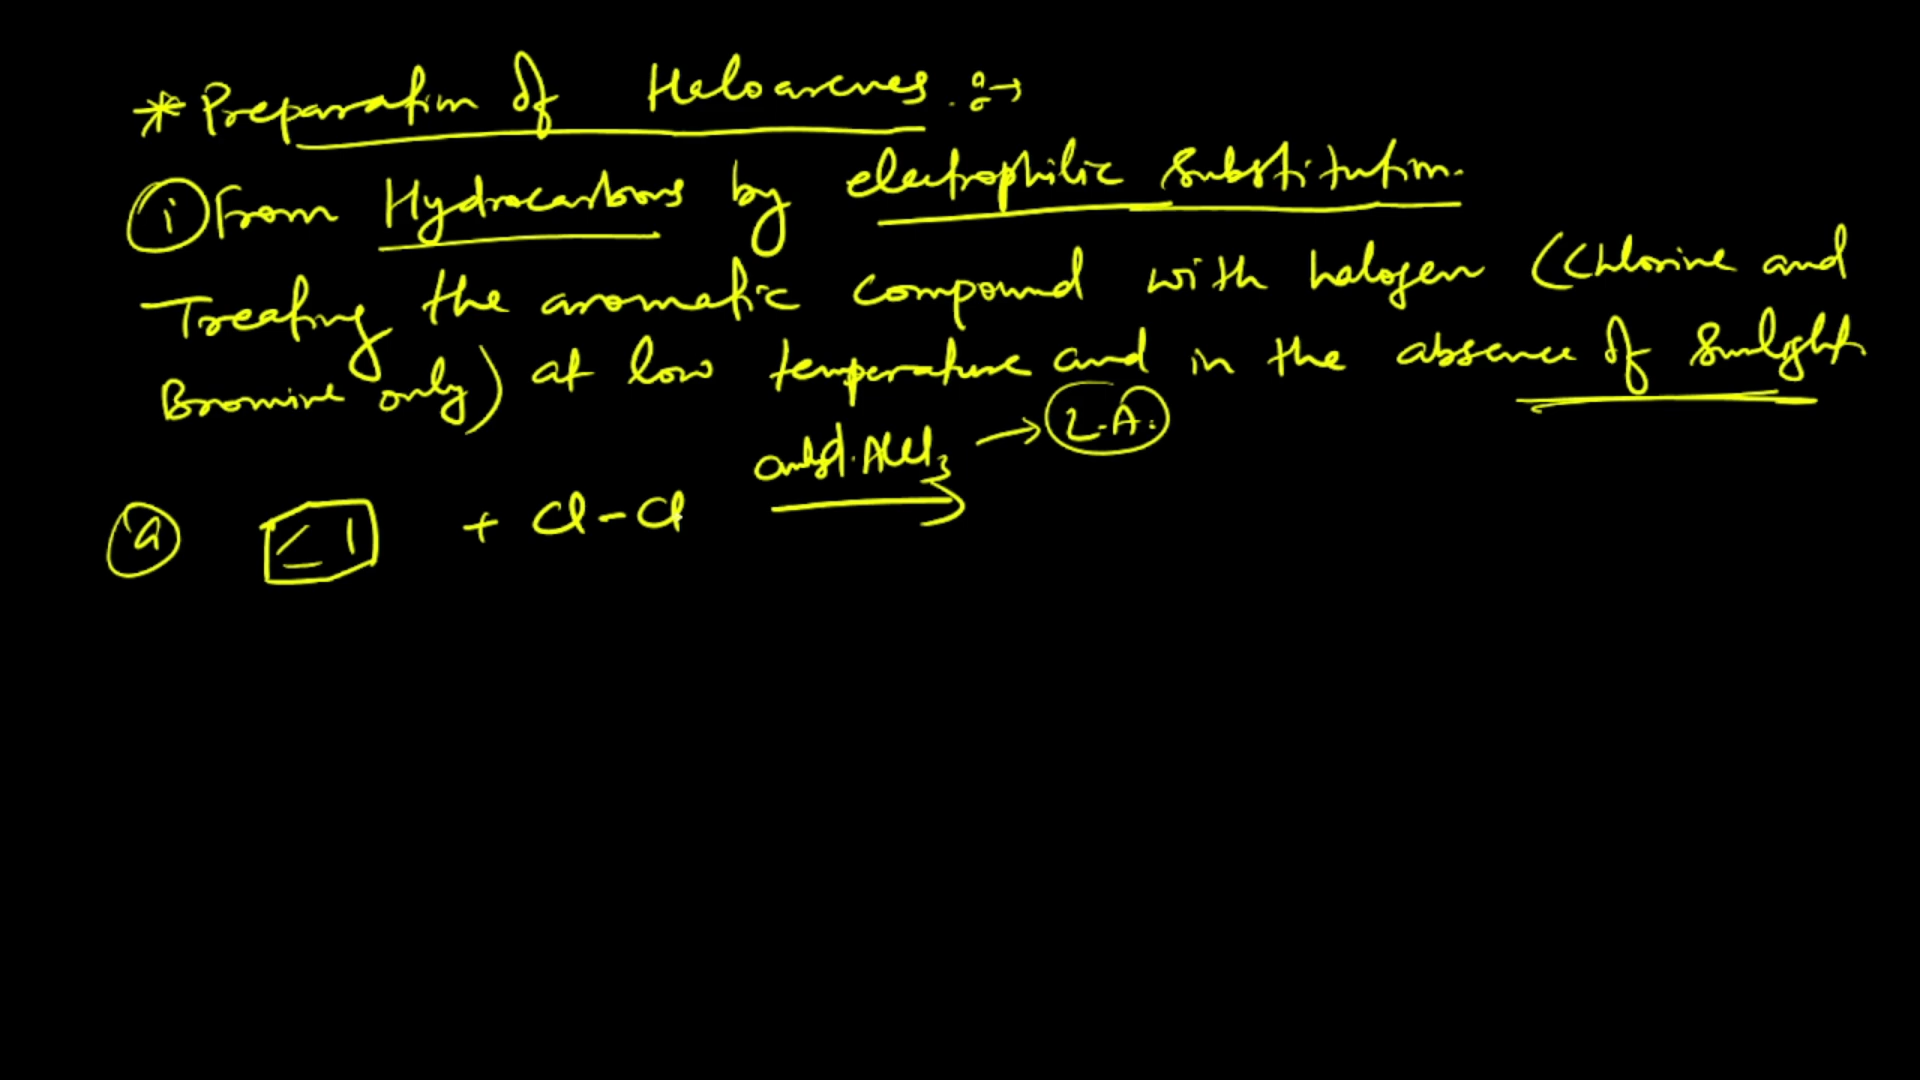 * Preparation of Haloarenes :→
(i) From Hydrocarbons by electrophilic substitution.
Treating the aromatic compound with halogen (Chlorine and
Bromine only) at low temperature and in the absence of Sunlight
anhyd. AlCl3 → L.A.
(a) + Cl-Cl